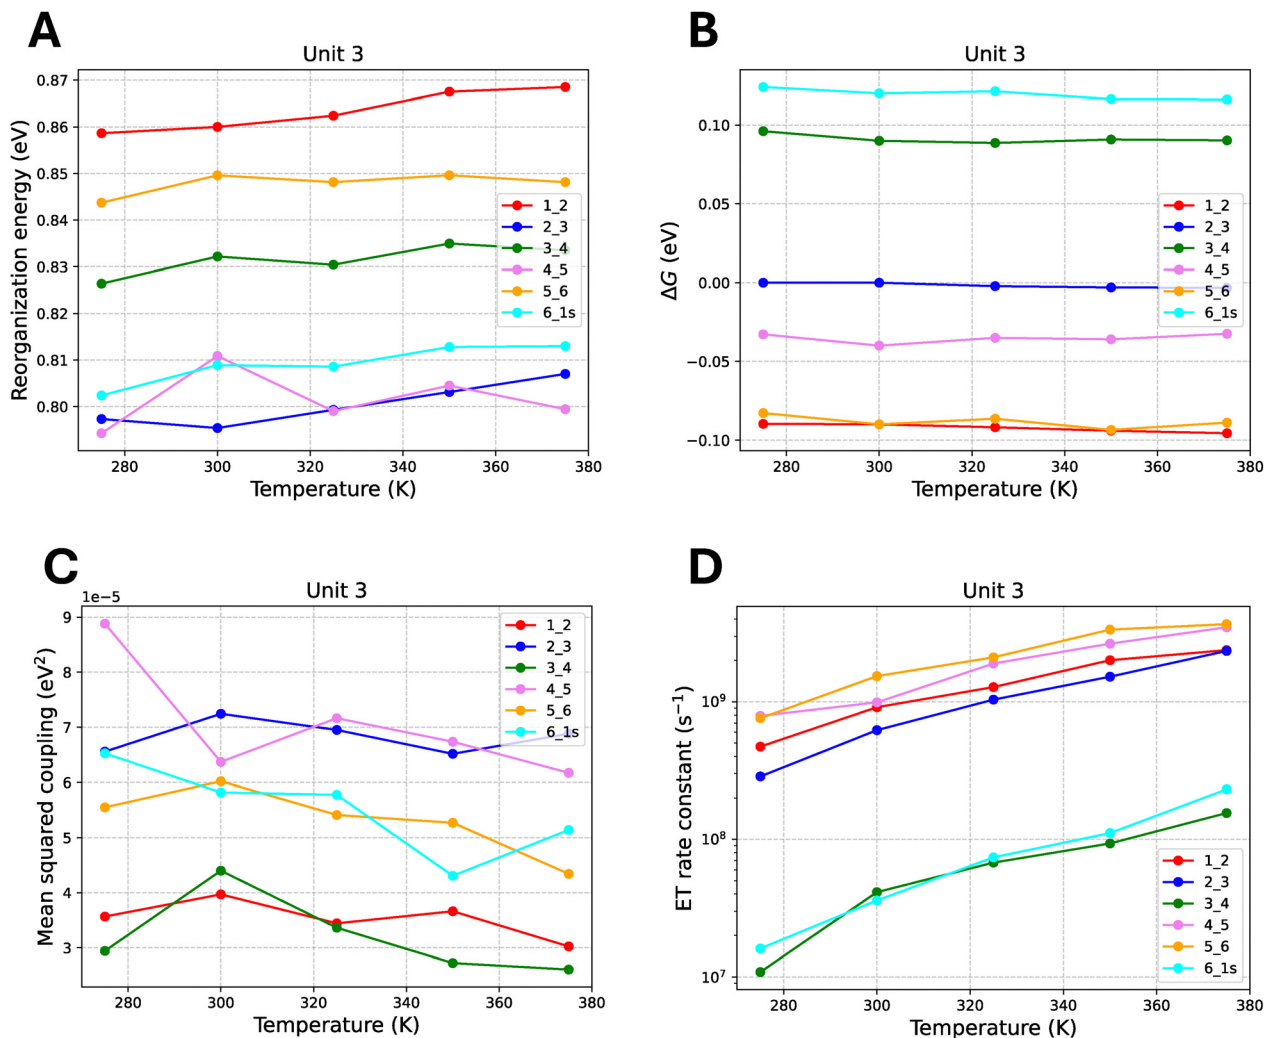 A
Unit 3
Reorganization energy (eV)
0.87
0.86
0.85
0.84
0.83
0.82
0.81
0.80
1_2
2_3
3_4
4_5
5_6
6_1s
280 300 320 340 360 380
Temperature (K)
B
Unit 3
ΔG (eV)
0.10
0.05
0.00
−0.05
−0.10
1_2
2_3
3_4
4_5
5_6
6_1s
280 300 320 340 360 380
Temperature (K)
C
1e−5
Unit 3
Mean squared coupling (eV²)
9
8
7
6
5
4
3
1_2
2_3
3_4
4_5
5_6
6_1s
280 300 320 340 360 380
Temperature (K)
D
Unit 3
ET rate constant (s⁻¹)
10⁹
10⁸
10⁷
1_2
2_3
3_4
4_5
5_6
6_1s
280 300 320 340 360 380
Temperature (K)